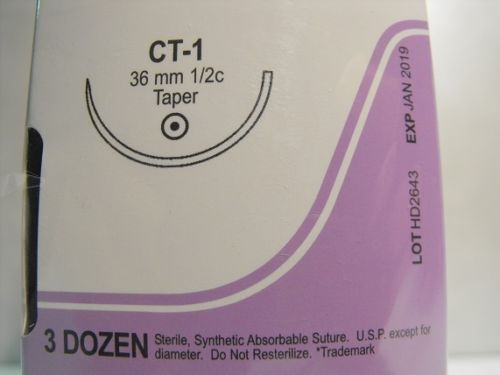 CT-1
36 mm 1/2c
Taper
EXP JAN 2019
LOT HD2643
3 DOZEN
Sterile, Synthetic Absorbable Suture. U.S.P. except for
diameter. Do Not Resterilize. *Trademark